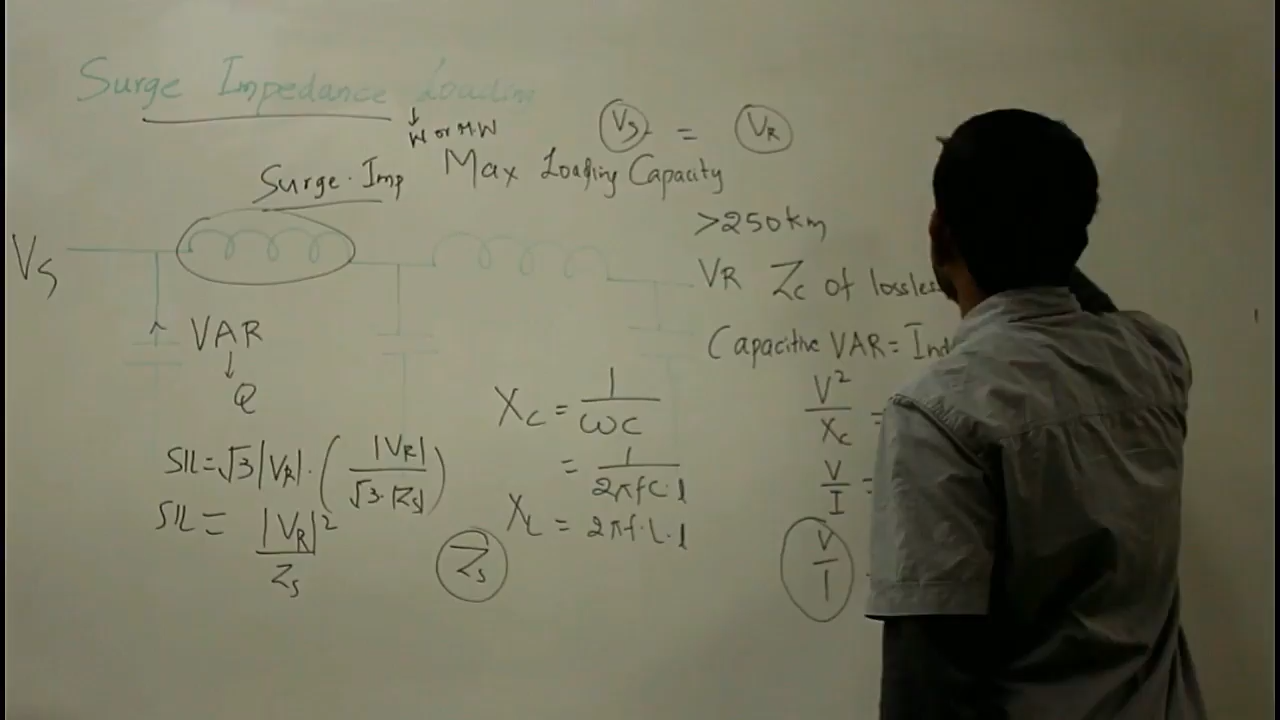 Surge Impedance Loading
↓
W or MW
Vs = VR
Surge Imp
Max Loading Capacity
>250km
VS
VR Zc of lossless
VAR
↓
Q
Capacitive VAR = Ind
XC = 1/ωC
V²/XC =
SIL = √3|VR|·(|VR|/√3·|Zs|)
= 1/2πfC·l
V/I =
SIL = |VR|²/Zs
XL = 2πf·L·l
Zs
V/I